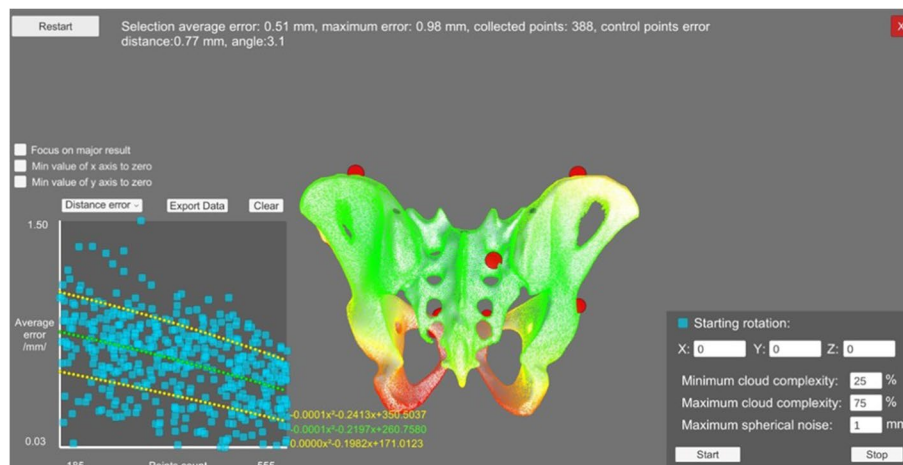 Restart
Selection average error: 0.51 mm, maximum error: 0.98 mm, collected points: 388, control points error
distance:0.77 mm, angle:3.1
X
Focus on major result
Min value of x axis to zero
Min value of y axis to zero
Distance error
Export Data
Clear
1.50
Average
error
/mm/
0.03
-0.0001x²-0.2413x+350.5037
-0.0001x²-0.2197x+260.7580
0.0000x²-0.1982x+171.0123
185
Points count
555
Starting rotation:
X: 0 Y: 0 Z: 0
Minimum cloud complexity: 25 %
Maximum cloud complexity: 75 %
Maximum spherical noise: 1 mm
Start
Stop